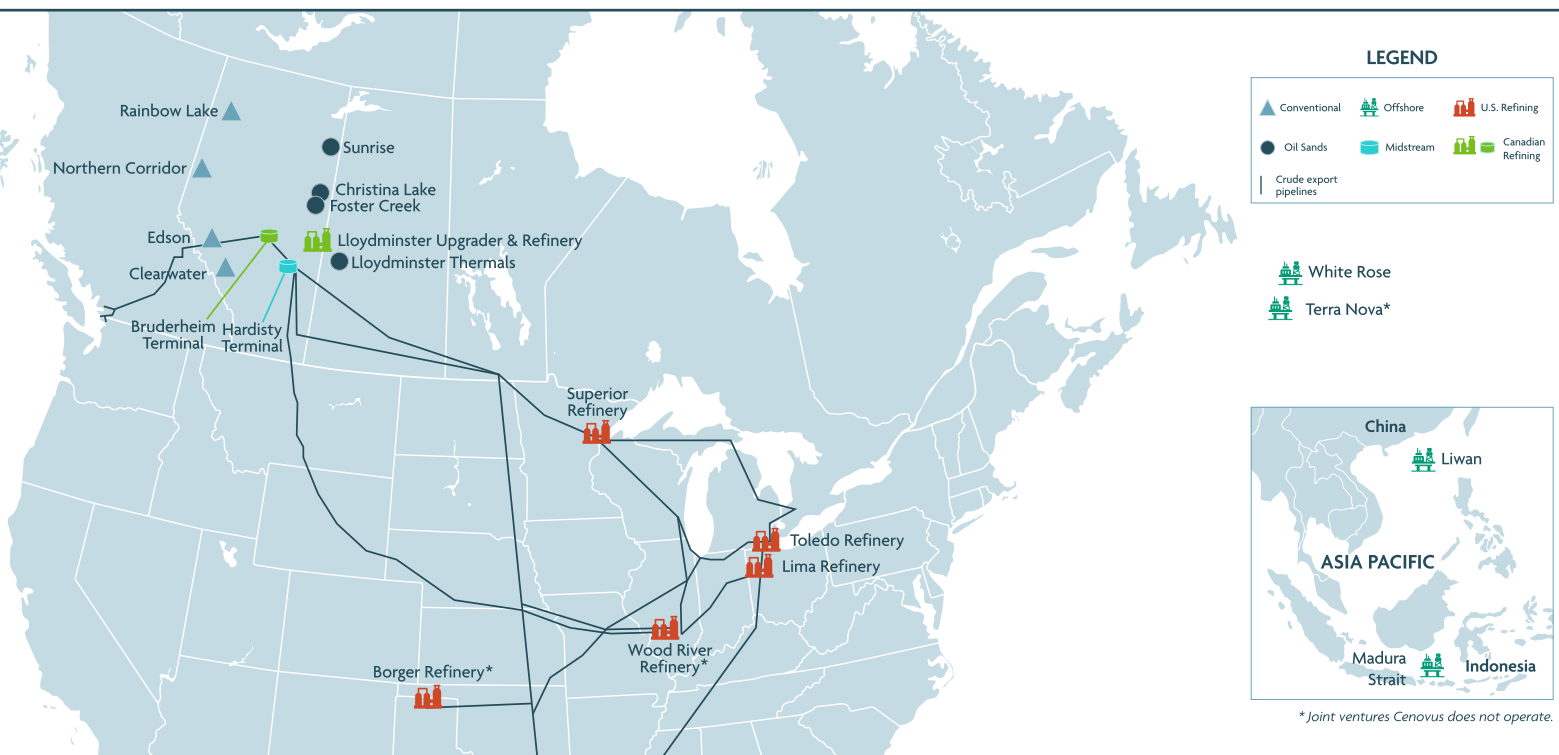 LEGEND
Conventional
Offshore
U.S. Refining
Oil Sands
Midstream
Canadian
Refining
Crude export
pipelines
Rainbow Lake
Sunrise
Northern Corridor
Christina Lake
Foster Creek
Edson
Lloydminster Upgrader & Refinery
Clearwater
Lloydminster Thermals
Bruderheim
Terminal
Hardisty
Terminal
White Rose
Terra Nova*
Superior
Refinery
Toledo Refinery
Lima Refinery
Wood River
Refinery*
Borger Refinery*
China
Liwan
ASIA PACIFIC
Madura
Strait
Indonesia
* Joint ventures Cenovus does not operate.